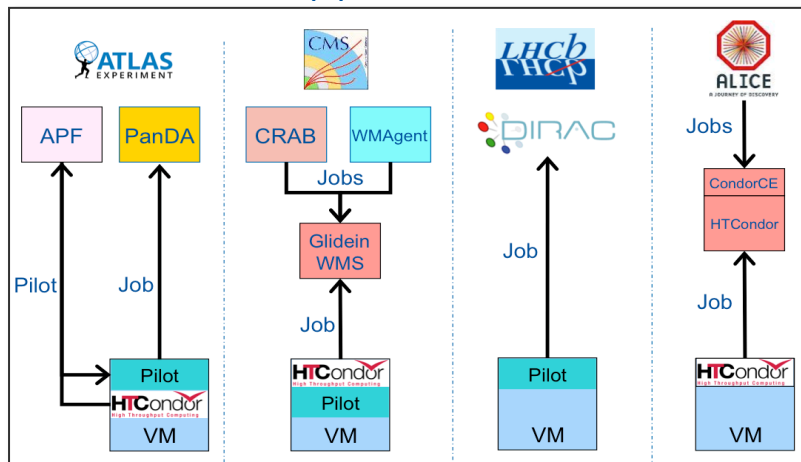 ATLAS
EXPERIMENT
APF
PanDA
Pilot
Job
Pilot
HTCondor
High Throughput Computing
VM
CMS
CRAB
WMAgent
Jobs
Glidein
WMS
Job
HTCondor
High Throughput Computing
Pilot
VM
LHCb
LHCb
DIRAC
Job
Pilot
VM
ALICE
A JOURNEY OF DISCOVERY
Jobs
CondorCE
HTCondor
Job
HTCondor
High Throughput Computing
VM